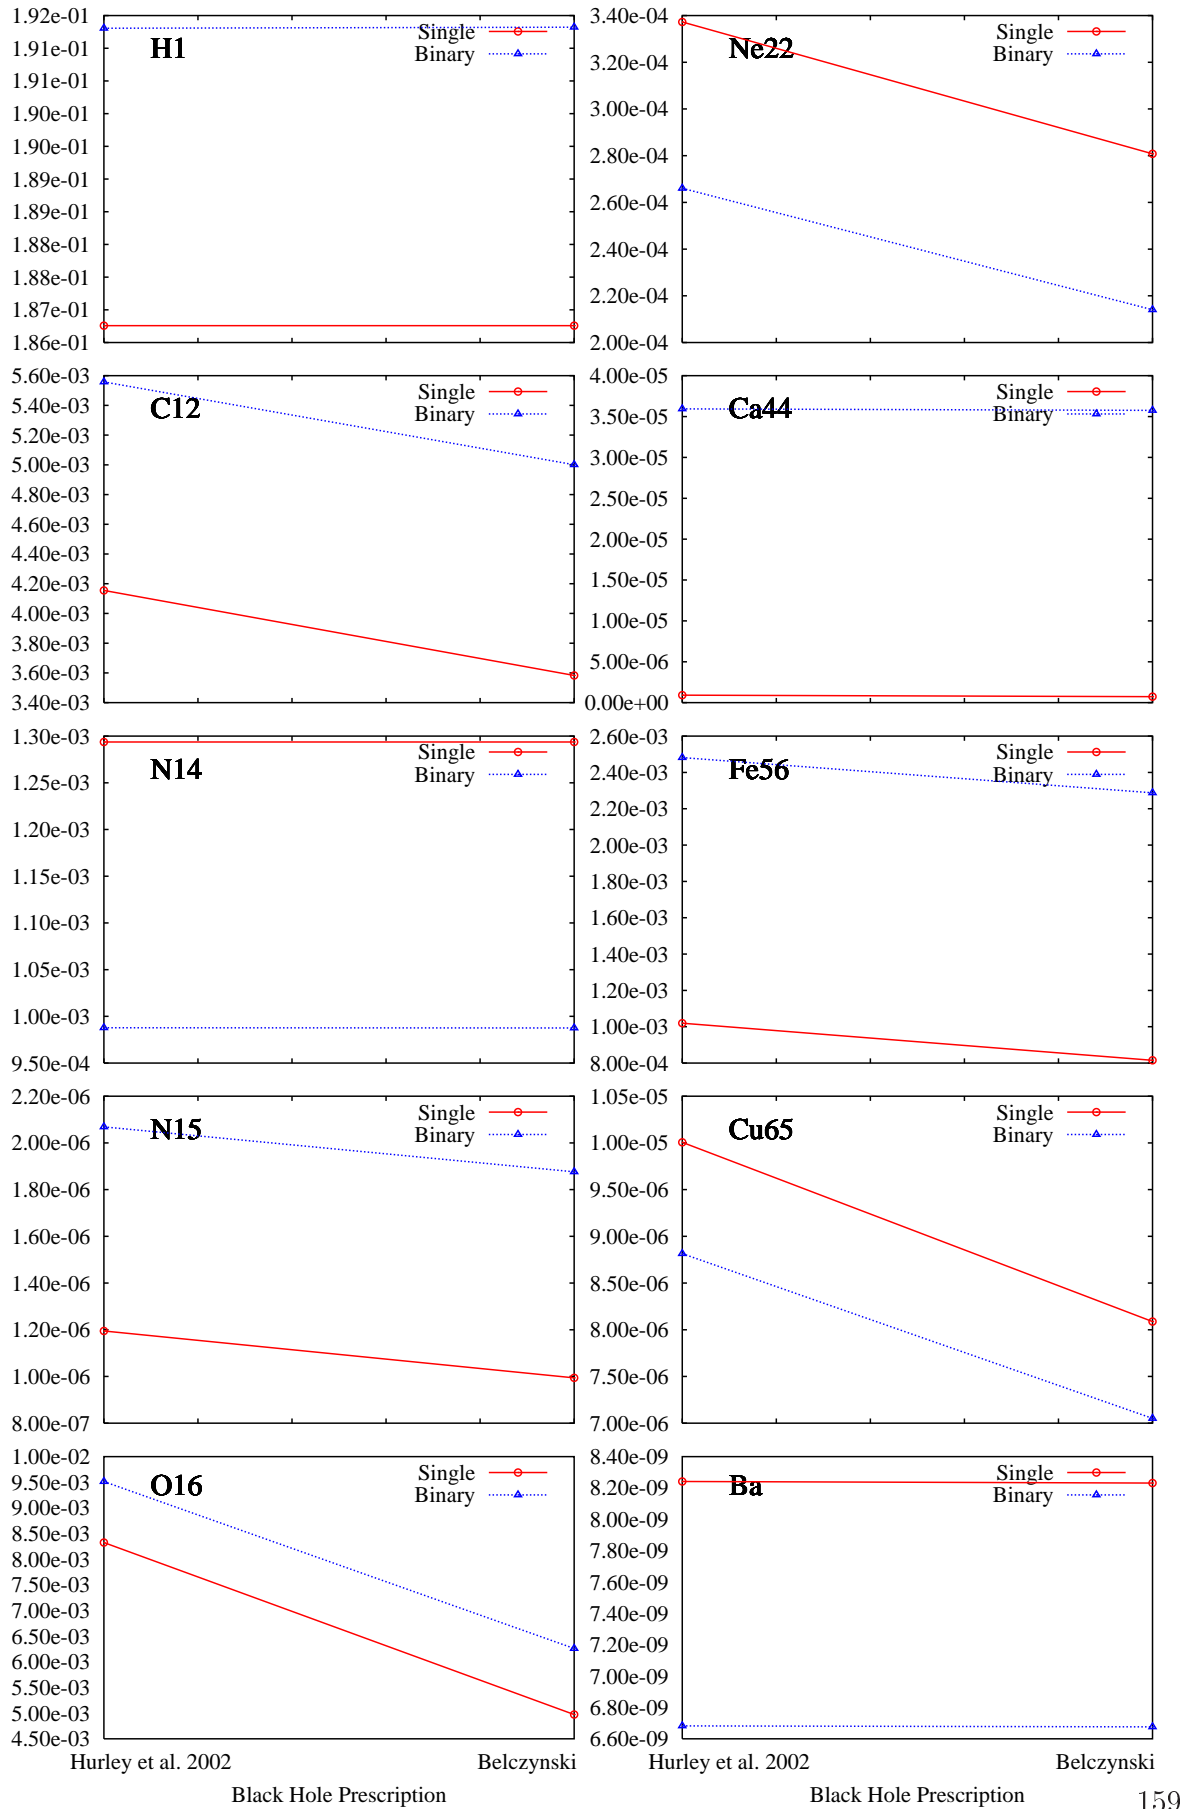 1.92e-01
1.91e-01
1.91e-01
1.90e-01
1.90e-01
1.89e-01
1.89e-01
1.88e-01
1.88e-01
1.87e-01
1.86e-01
H1
Single
Binary
3.40e-04
3.20e-04
3.00e-04
2.80e-04
2.60e-04
2.40e-04
2.20e-04
2.00e-04
Ne22
Single
Binary
5.60e-03
5.40e-03
5.20e-03
5.00e-03
4.80e-03
4.60e-03
4.40e-03
4.20e-03
4.00e-03
3.80e-03
3.60e-03
3.40e-03
C12
Single
Binary
4.00e-05
3.50e-05
3.00e-05
2.50e-05
2.00e-05
1.50e-05
1.00e-05
5.00e-06
0.00e+00
Ca44
Single
Binary
1.30e-03
1.25e-03
1.20e-03
1.15e-03
1.10e-03
1.05e-03
1.00e-03
9.50e-04
N14
Single
Binary
2.60e-03
2.40e-03
2.20e-03
2.00e-03
1.80e-03
1.60e-03
1.40e-03
1.20e-03
1.00e-03
8.00e-04
Fe56
Single
Binary
2.20e-06
2.00e-06
1.80e-06
1.60e-06
1.40e-06
1.20e-06
1.00e-06
8.00e-07
N15
Single
Binary
1.05e-05
1.00e-05
9.50e-06
9.00e-06
8.50e-06
8.00e-06
7.50e-06
7.00e-06
Cu65
Single
Binary
1.00e-02
9.50e-03
9.00e-03
8.50e-03
8.00e-03
7.50e-03
7.00e-03
6.50e-03
6.00e-03
5.50e-03
5.00e-03
4.50e-03
O16
Single
Binary
Hurley et al. 2002
Belczynski
Black Hole Prescription
8.40e-09
8.20e-09
8.00e-09
7.80e-09
7.60e-09
7.40e-09
7.20e-09
7.00e-09
6.80e-09
6.60e-09
Ba
Single
Binary
Hurley et al. 2002
Belczynski
Black Hole Prescription
159